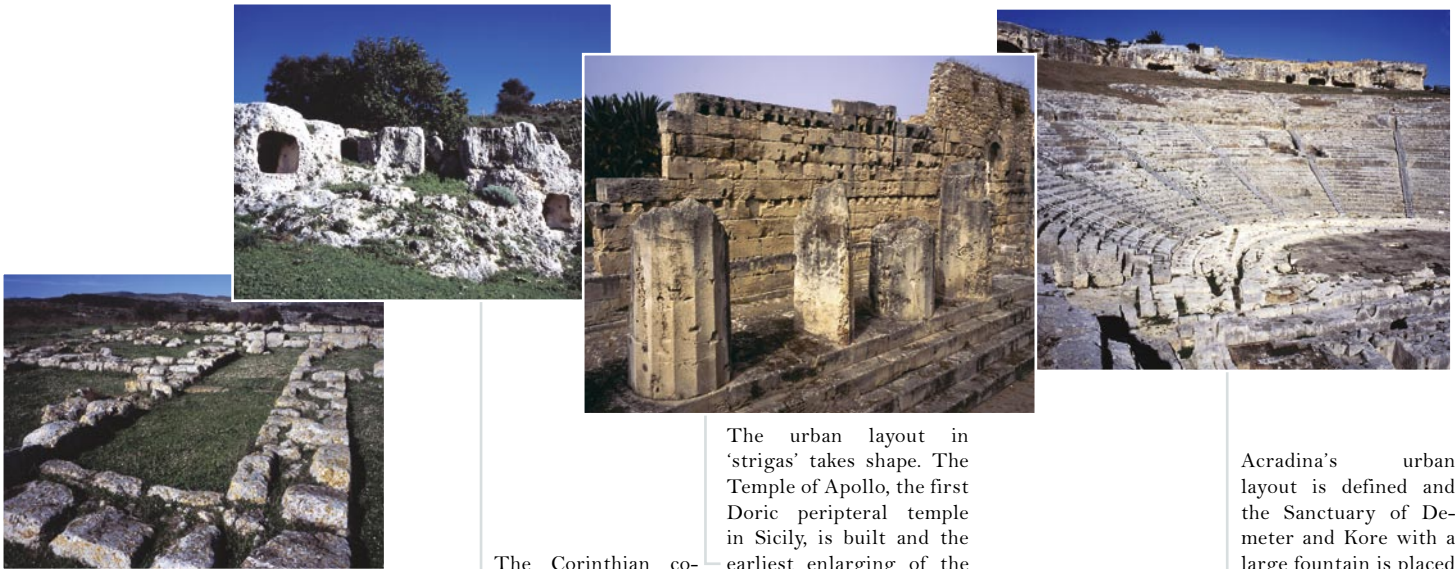 The Corinthian co-
The urban layout in
‘strigas’ takes shape. The
Temple of Apollo, the first
Doric peripteral temple
in Sicily, is built and the
earliest enlarging of the
Acradina’s urban
layout is defined and
the Sanctuary of De-
meter and Kore with a
large fountain is placed